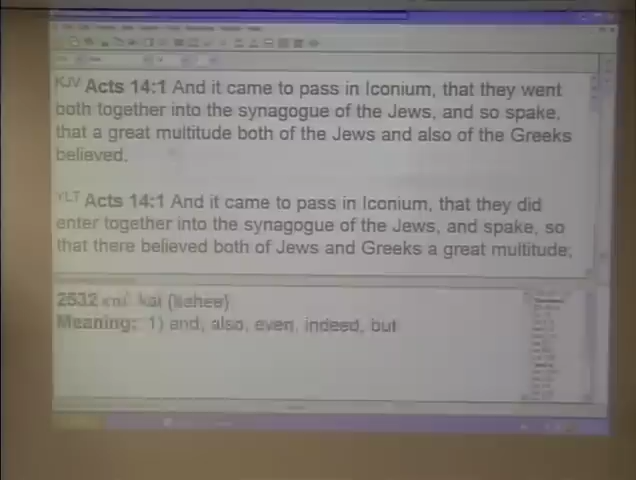 KJV Acts 14:1 And it came to pass in Iconium, that they went
both together into the synagogue of the Jews, and so spake,
that a great multitude both of the Jews and also of the Greeks
believed.
YLT Acts 14:1 And it came to pass in Iconium, that they did
enter together into the synagogue of the Jews, and spake, so
that there believed both of Jews and Greeks a great multitude;
2532 καί kai {kahee}
Meaning: 1) and, also, even, indeed, but